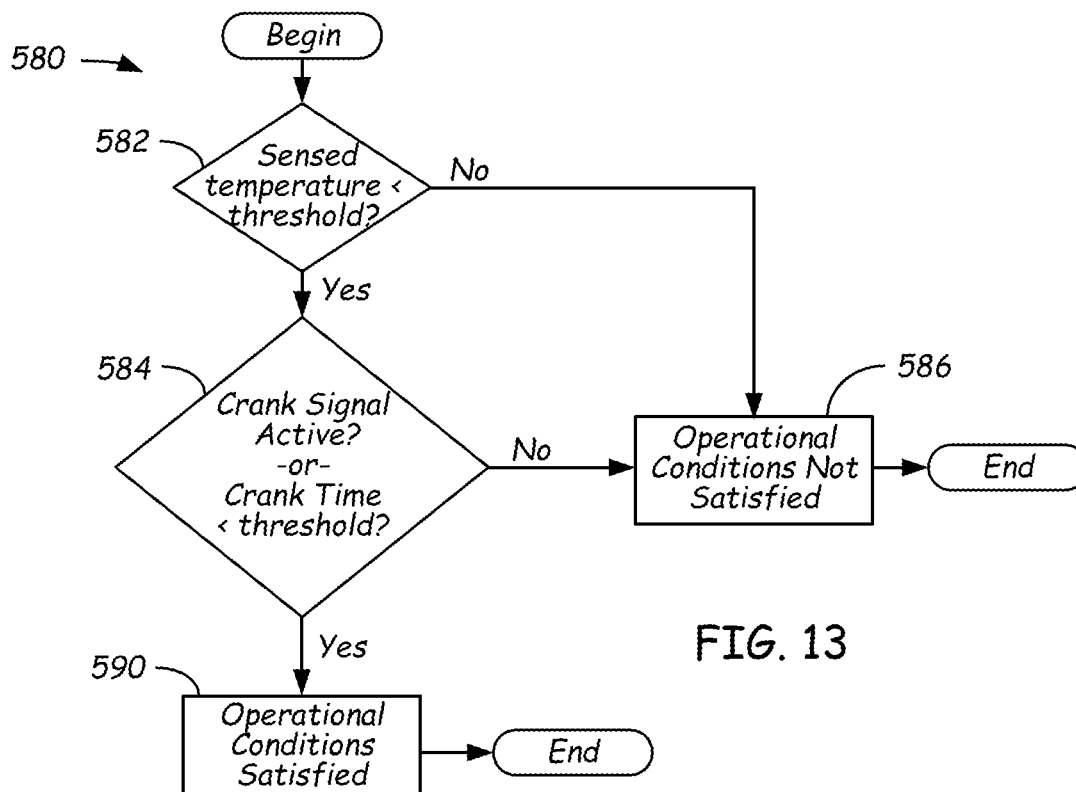 Begin
580
582
Sensed
temperature <
threshold?
No
Yes
584
Crank Signal
Active?
-or-
Crank Time
< threshold?
No
586
Operational
Conditions Not
Satisfied
End
Yes
FIG. 13
590
Operational
Conditions
Satisfied
End